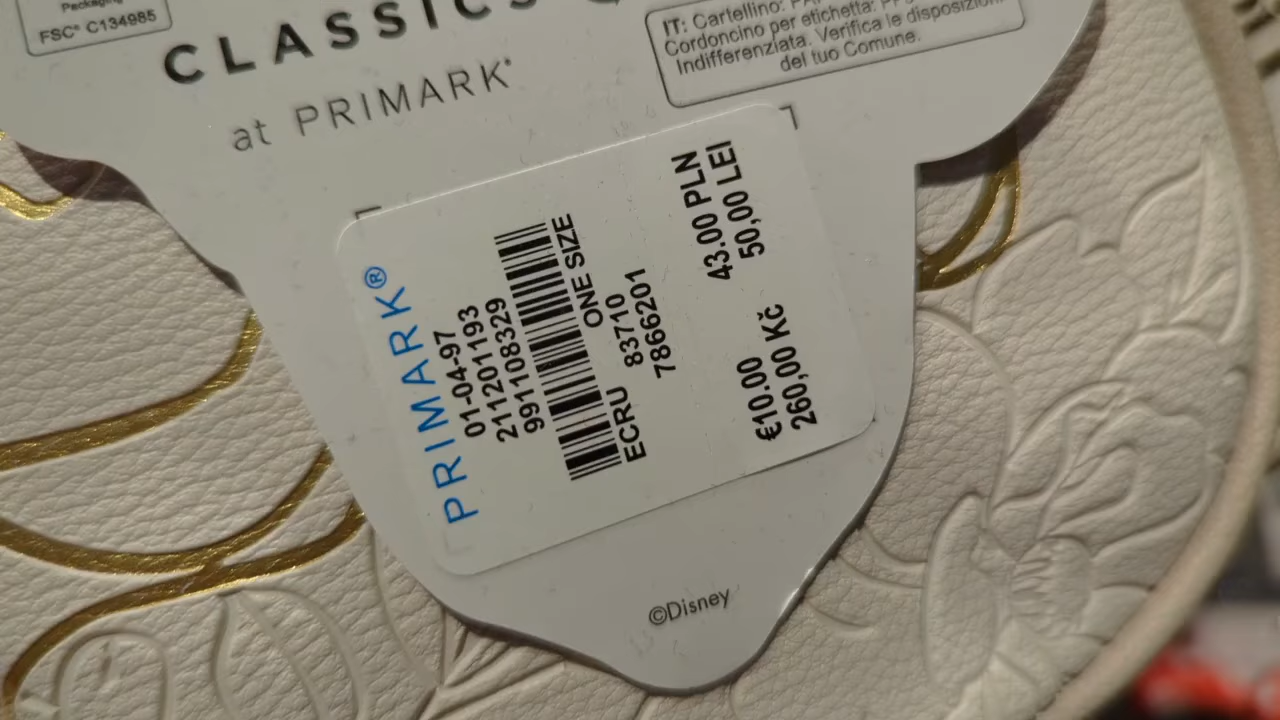 Packaging
FSC® C134985
CLASSICS
at PRIMARK®
IT: Cartellino:
Cordoncino per etichetta:
Indifferenziata. Verifica le disposizioni
del tuo Comune.
PRIMARK®
01-04-97
211201193
991108329
ECRU ONE SIZE
83710
7866201
€10.00 43.00 PLN
260,00 Kč 50,00 LEI
©Disney